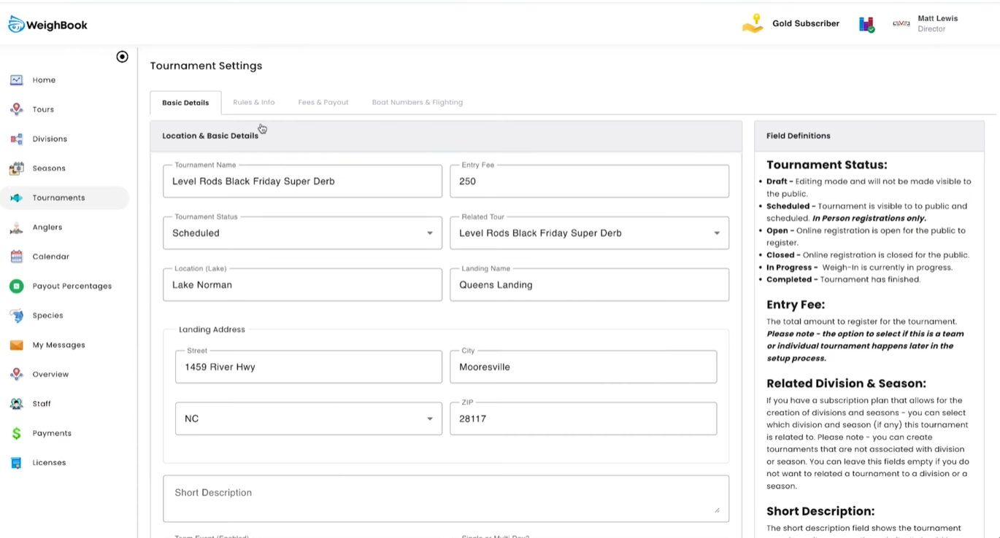 WeighBook
Gold Subscriber
Matt Lewis
Director
Home
Tours
Divisions
Seasons
Tournaments
Anglers
Calendar
Payout Percentages
Species
My Messages
Overview
Staff
Payments
Licenses
Tournament Settings
Basic Details
Rules & Info
Fees & Payout
Boat Numbers & Flighting
Location & Basic Details
Tournament Name
Level Rods Black Friday Super Derb
Entry Fee
250
Tournament Status
Scheduled
Related Tour
Level Rods Black Friday Super Derb
Location (Lake)
Lake Norman
Landing Name
Queens Landing
Landing Address
Street
1459 River Hwy
City
Mooresville
NC
ZIP
28117
Short Description
Team Event (Enabled)
Single or Multi Day?
Field Definitions
Tournament Status:
• Draft - Editing mode and will not be made visible to
the public.
• Scheduled - Tournament is visible to to public and
scheduled. In Person registrations only.
• Open - Online registration is open for the public to
register.
• Closed - Online registration is closed for the public.
• In Progress - Weigh-In is currently in progress.
• Completed - Tournament has finished.
Entry Fee:
The total amount to register for the tournament.
Please note - the option to select if this is a team
or individual tournament happens later in the
setup process.
Related Division & Season:
If you have a subscription plan that allows for the
creation of divisions and seasons - you can select
which division and season (if any) this tournament
is related to. Please note - you can create
tournaments that are not associated with division
or season. You can leave this fields empty if you do
not want to related a tournament to a division or a
season.
Short Description:
The short description field shows the tournament